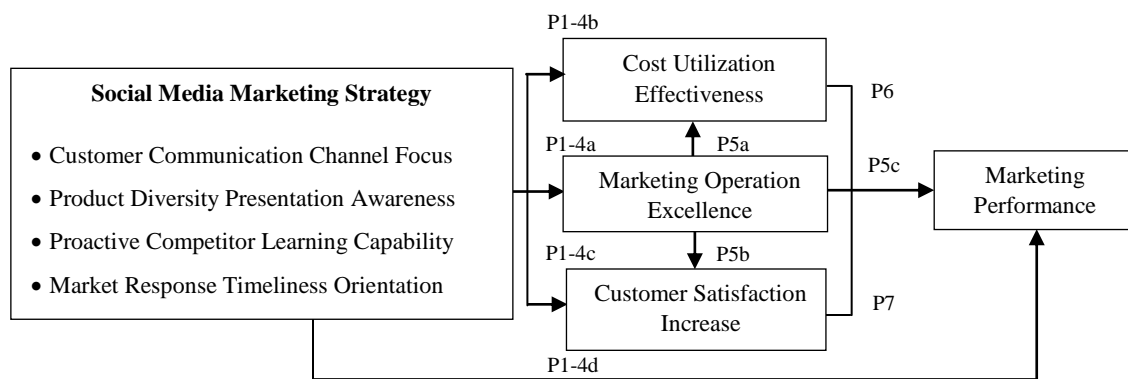 P1-4b
Cost Utilization
Effectiveness
P6
Social Media Marketing Strategy
• Customer Communication Channel Focus
• Product Diversity Presentation Awareness
• Proactive Competitor Learning Capability
• Market Response Timeliness Orientation
P1-4a
P5a
Marketing Operation
Excellence
P5c
Marketing
Performance
P1-4c
P5b
Customer Satisfaction
Increase
P7
P1-4d